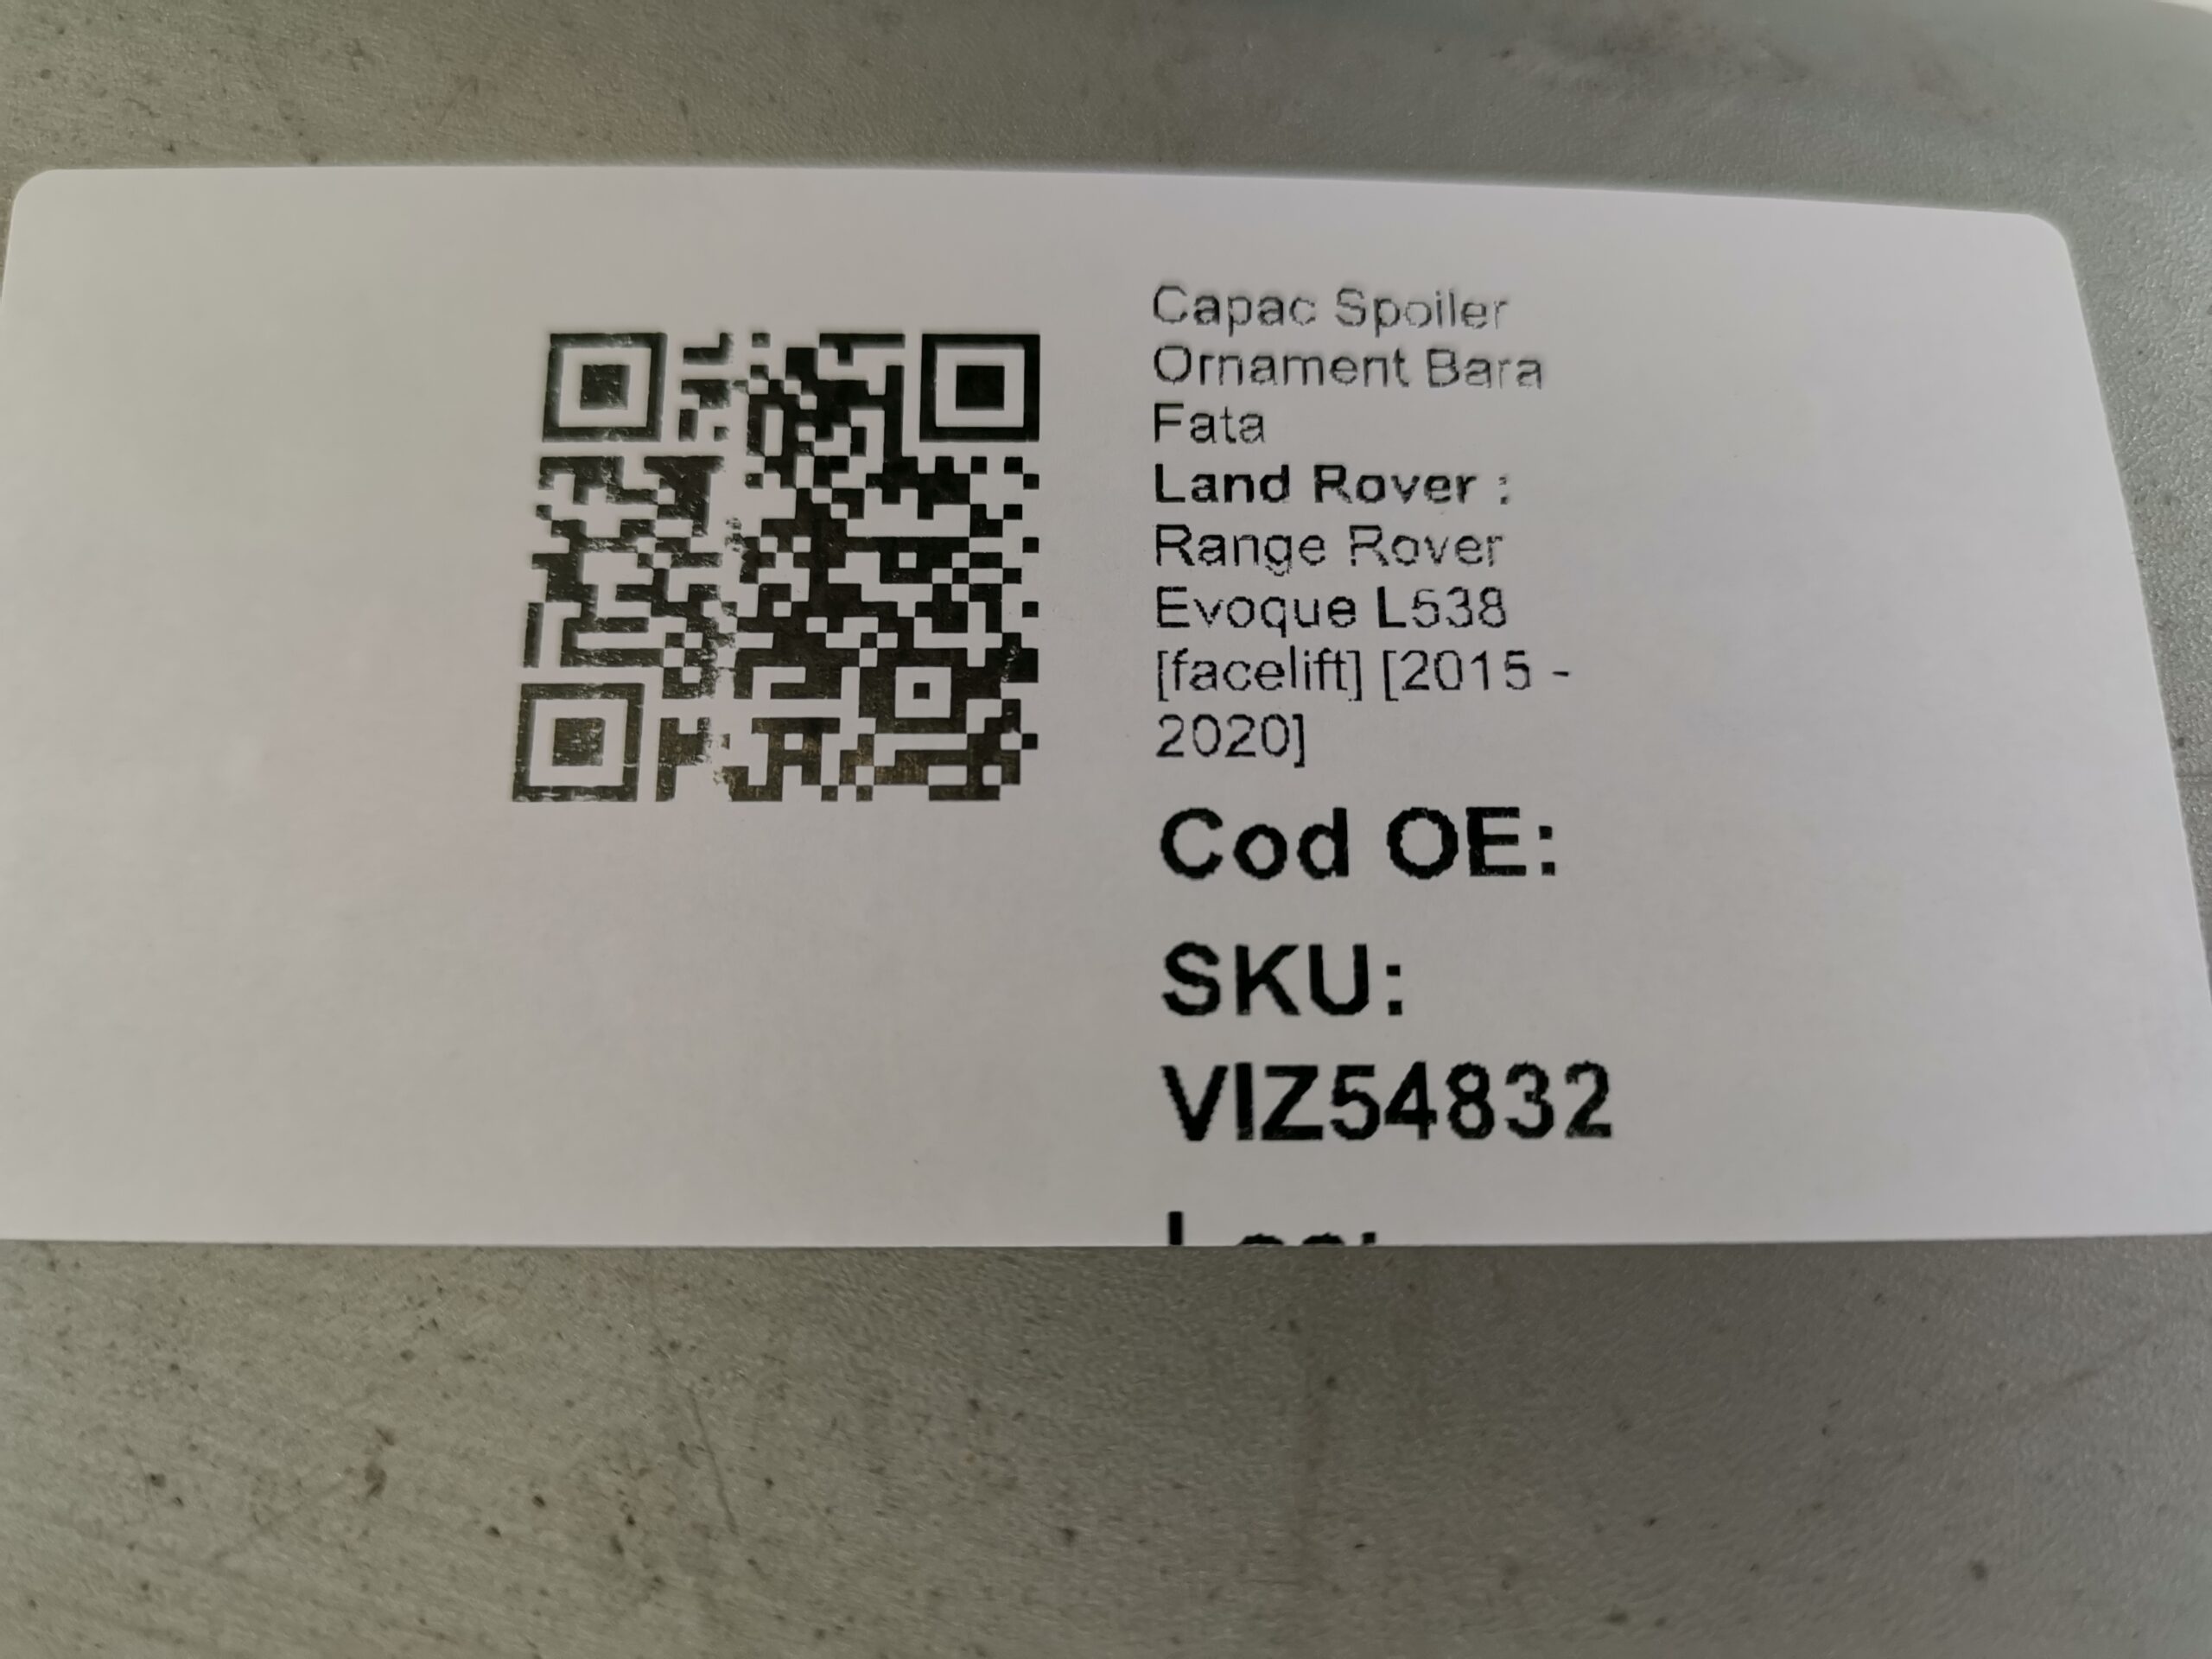 Capac Spoiler
Ornament Bara
Fata
Land Rover :
Range Rover
Evoque L538
[facelift] [2015 -
2020]
Cod OE:
SKU:
VIZ54832